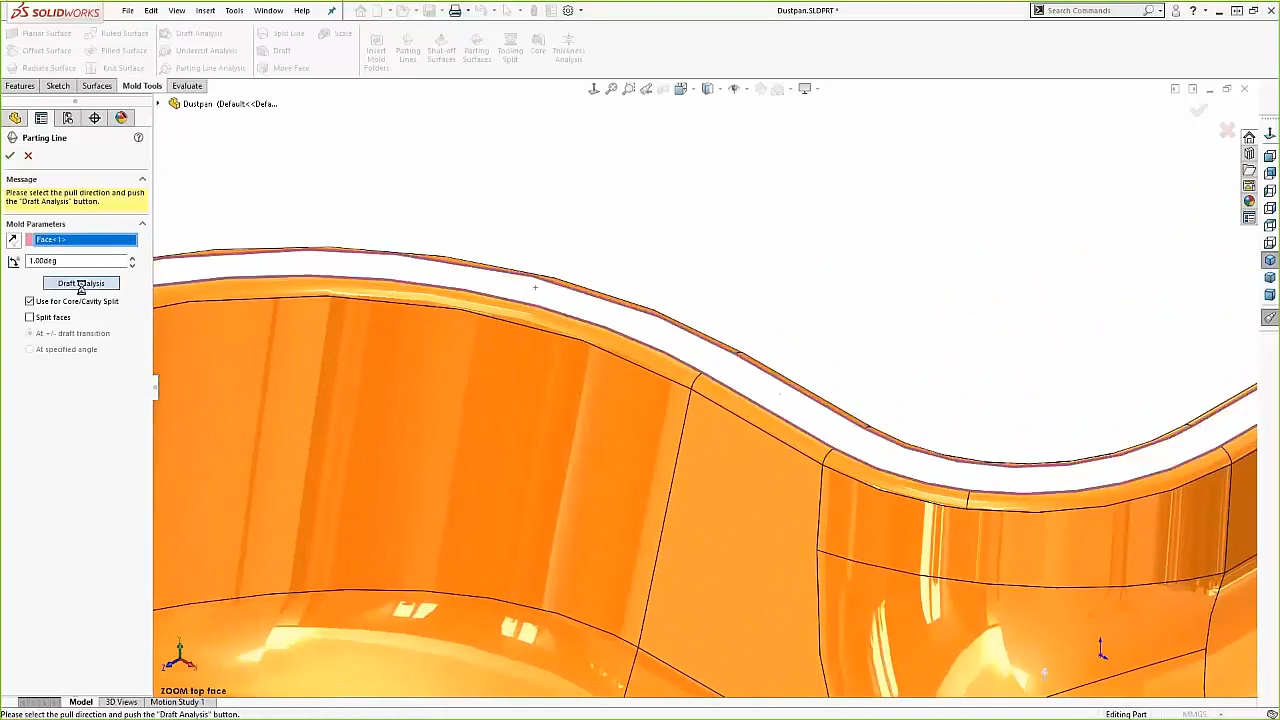 DS SOLIDWORKS
File Edit View Insert Tools Window Help
Dustpan.SLDPRT *
Search Commands
Planar Surface
Offset Surface
Radiate Surface
Ruled Surface
Filled Surface
Knit Surface
Draft Analysis
Undercut Analysis
Parting Line Analysis
Split Line
Draft
Move Face
Scale
Insert Mold Folders
Parting Lines
Shut-off Surfaces
Parting Surfaces
Tooling Split
Core
Thickness Analysis
Features Sketch Surfaces Mold Tools Evaluate
Dustpan (Default<<Defa...
Parting Line
Message
Please select the pull direction and push
the "Draft Analysis" button.
Mold Parameters
Face<1>
1.00deg
Draft Analysis
Use for Core/Cavity Split
Split faces
At +/- draft transition
At specified angle
Y
Z
X
ZOOM top face
Model 3D Views Motion Study 1
Please select the pull direction and push the "Draft Analysis" button.
Editing Part
MMGS